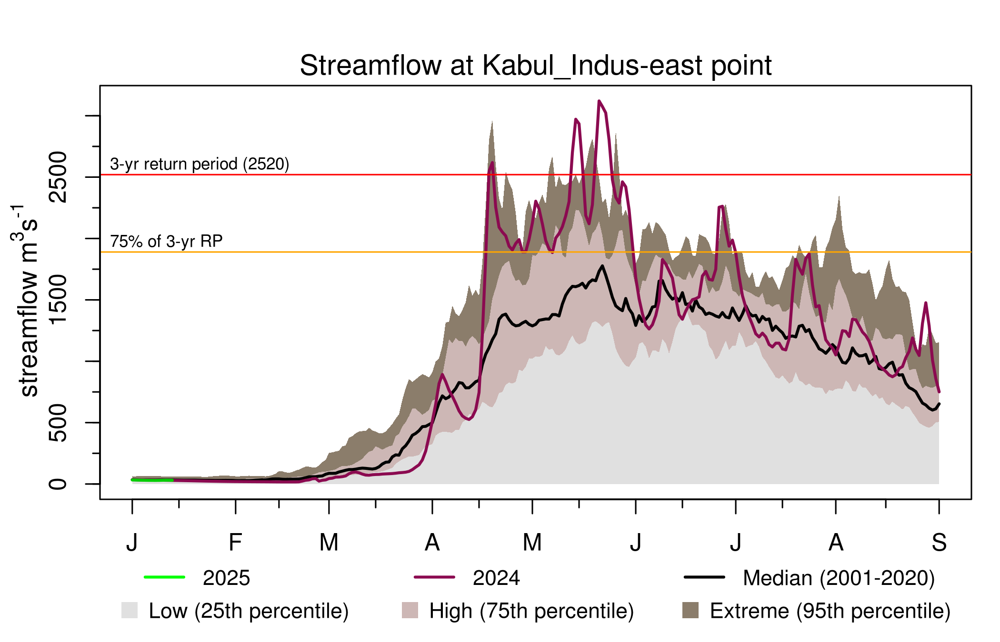 Streamflow at Kabul_Indus-east point
streamflow m³s⁻¹
2500
1500
500
0
3-yr return period (2520)
75% of 3-yr RP
J F M A M J J A S
2025 2024 Median (2001-2020)
Low (25th percentile) High (75th percentile) Extreme (95th percentile)